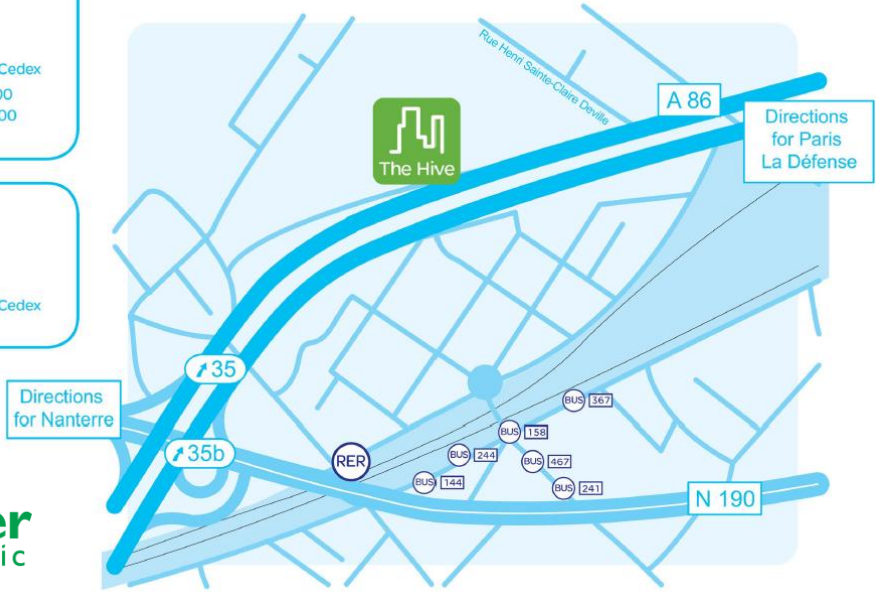 Cedex
00
00
Cedex
Rue Henri Sainte-Claire Deville
A 86
Directions
for Paris
La Défense
The Hive
35
Directions
for Nanterre
35b
RER
BUS 367
BUS 158
BUS 244
BUS 467
BUS 144
BUS 241
N 190
er
ic